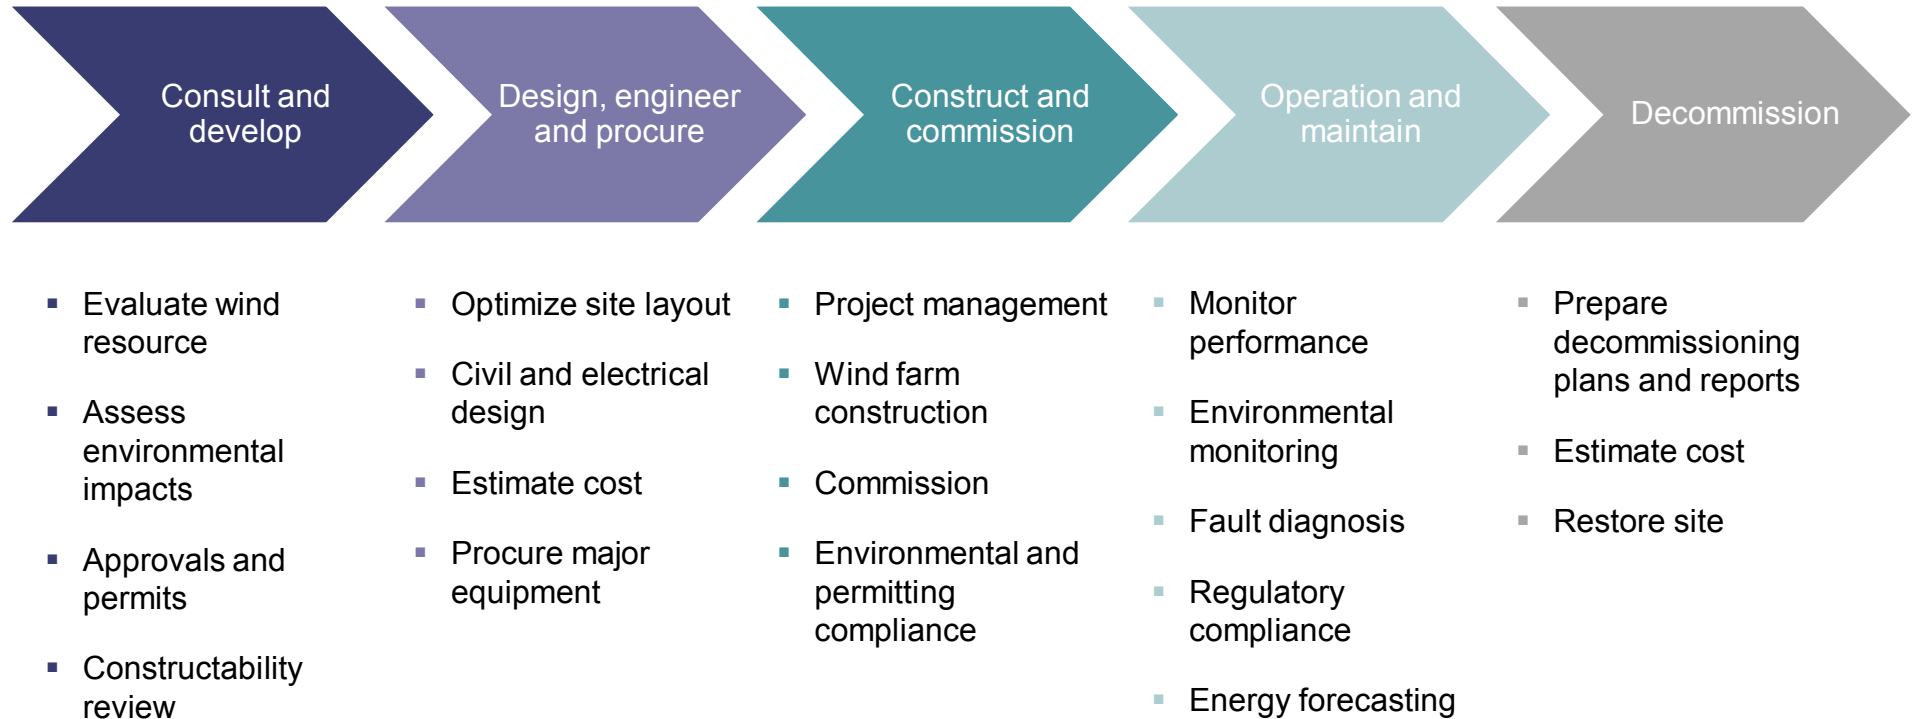 Consult and
develop
Design, engineer
and procure
Construct and
commission
Operation and
maintain
Decommission
▪ Evaluate wind
resource
▪ Assess
environmental
impacts
▪ Approvals and
permits
▪ Constructability
review
▪ Optimize site layout
▪ Civil and electrical
design
▪ Estimate cost
▪ Procure major
equipment
▪ Project management
▪ Wind farm
construction
▪ Commission
▪ Environmental and
permitting
compliance
▪ Monitor
performance
▪ Environmental
monitoring
▪ Fault diagnosis
▪ Regulatory
compliance
▪ Energy forecasting
▪ Prepare
decommissioning
plans and reports
▪ Estimate cost
▪ Restore site